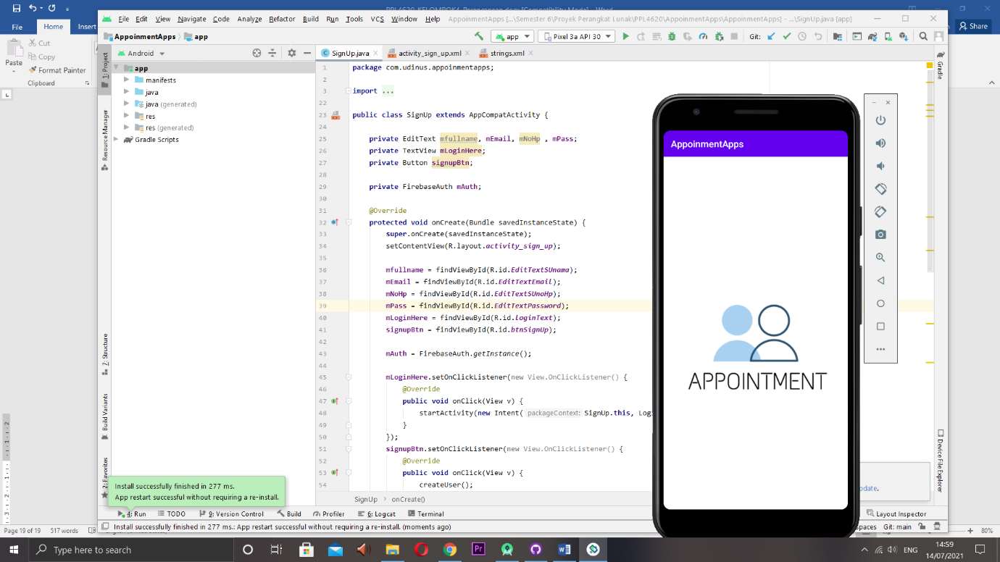 PPL4620_KELOMPOK4_Perancangan.docx [Compatibility Mode] - Word
File
Home
Insert
Share
Paste
Cut
Copy
Format Painter
Clipboard
File Edit View Navigate Code Analyze Refactor Build Run Tools VCS Window Help AppoinmentApps [...\Semester 6\Proyek Perangkat Lunak\PPL4620\AppoinmentApps\AppoinmentApps] - ...\SignUp.java [app]
AppoinmentApps app
app
Pixel 3a API 30
Git:
Android
SignUp.java
activity_sign_up.xml
strings.xml
1: Project
Resource Manager
7: Structure
Build Variants
2: Favorites
Gradle
Device File Explorer
app
manifests
java
java (generated)
res
res (generated)
Gradle Scripts
1 package com.udinus.appoinmentapps;
2
3 import ...
22
23 public class SignUp extends AppCompatActivity {
25 private EditText mfullname, mEmail, mNoHp , mPass;
26 private TextView mLoginHere;
27 private Button signupBtn;
28
29 private FirebaseAuth mAuth;
30
31 @Override
32 protected void onCreate(Bundle savedInstanceState) {
33 super.onCreate(savedInstanceState);
34 setContentView(R.layout.activity_sign_up);
35
36 mfullname = findViewById(R.id.EditTextSUnama);
37 mEmail = findViewById(R.id.EditTextEmail);
38 mNoHp = findViewById(R.id.EditTextSUnoHp);
39 mPass = findViewById(R.id.EditTextPassword);
40 mLoginHere = findViewById(R.id.loginText);
41 signupBtn = findViewById(R.id.btnSignUp);
42
43 mAuth = FirebaseAuth.getInstance();
44
45 mLoginHere.setOnClickListener(new View.OnClickListener() {
46 @Override
47 public void onClick(View v) {
48 startActivity(new Intent( packageContext: SignUp.this, Logi
49 }
50 });
51 signupBtn.setOnClickListener(new View.OnClickListener() {
52 @Override
53 public void onClick(View v) {
54 createUser();
SignUp onCreate()
AppoinmentApps
APPOINTMENT
Install successfully finished in 277 ms.
App restart successful without requiring a re-install.
4: Run TODO 9: Version Control Build Profiler 6: Logcat Terminal
Layout Inspector
Install successfully finished in 277 ms.: App restart successful without requiring a re-install. (moments ago)
spaces Git: main
Page 19 of 19 517 words
80%
Type here to search
ENG
14:59
14/07/2021